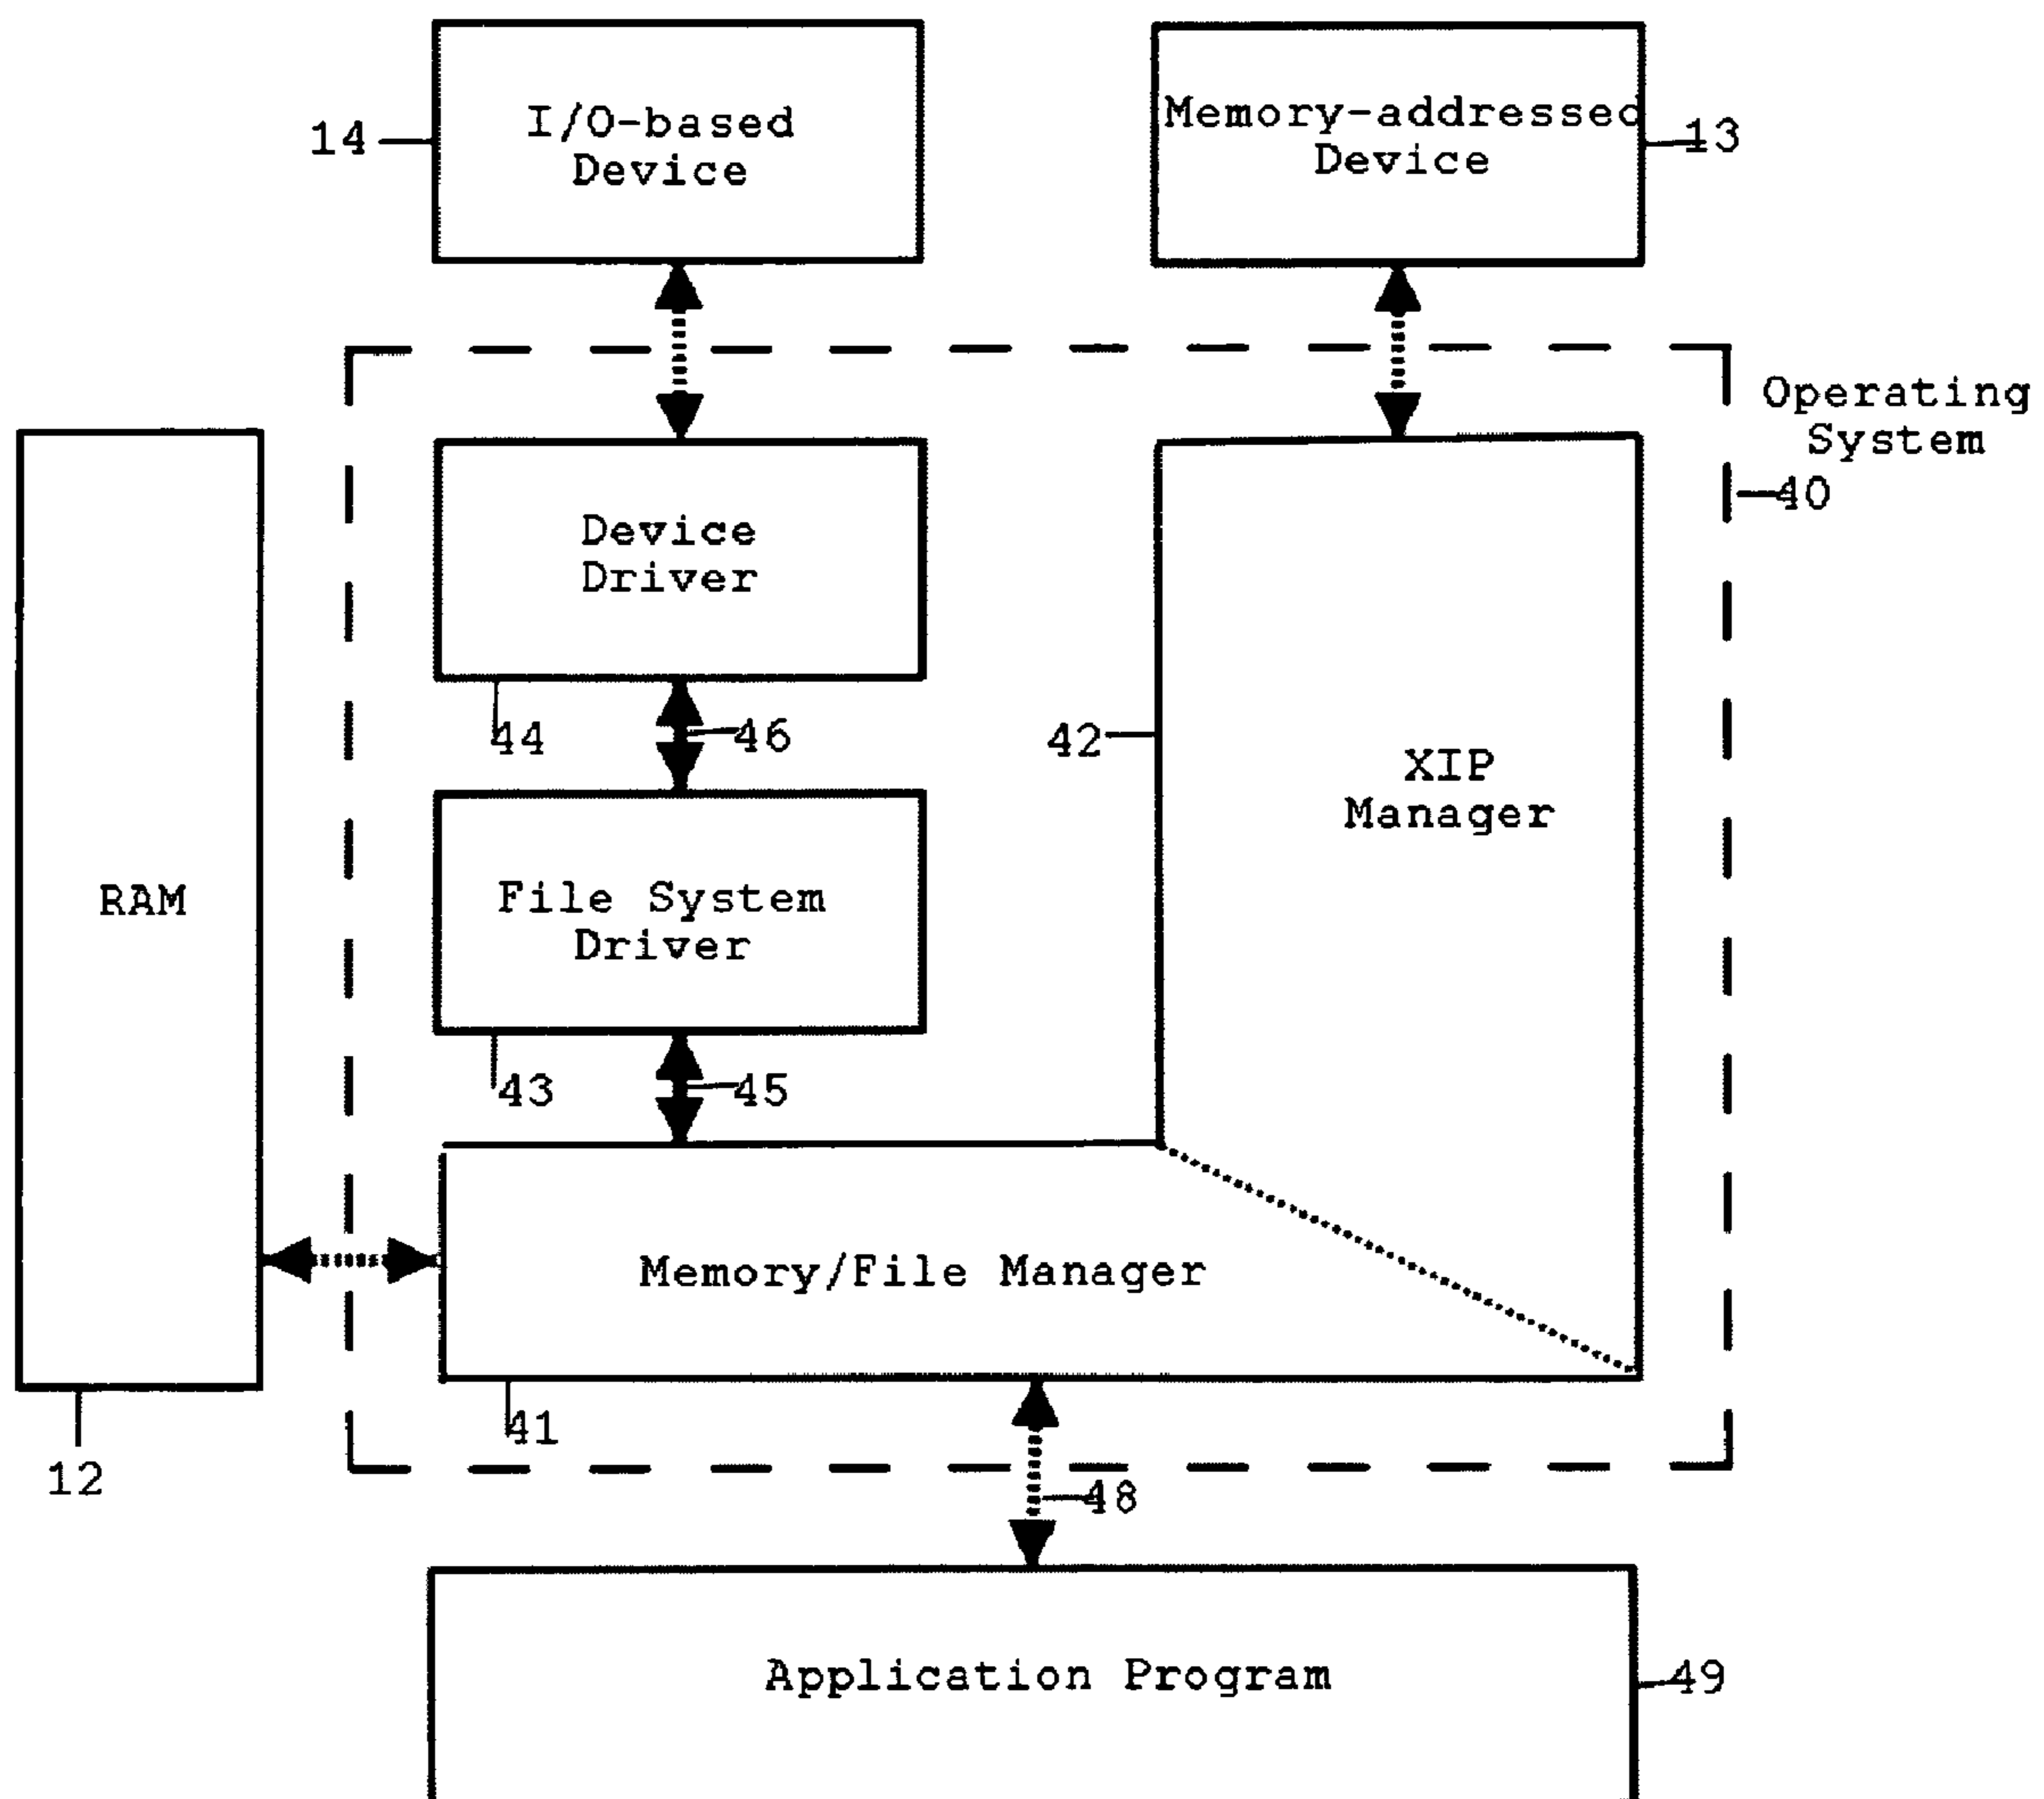 I/O-based
Device
14
Memory-addressed
Device
13
Operating
System
40
Device
Driver
44
46
42
XIP
Manager
RAM
File System
Driver
43
45
Memory/File Manager
41
12
48
Application Program
49